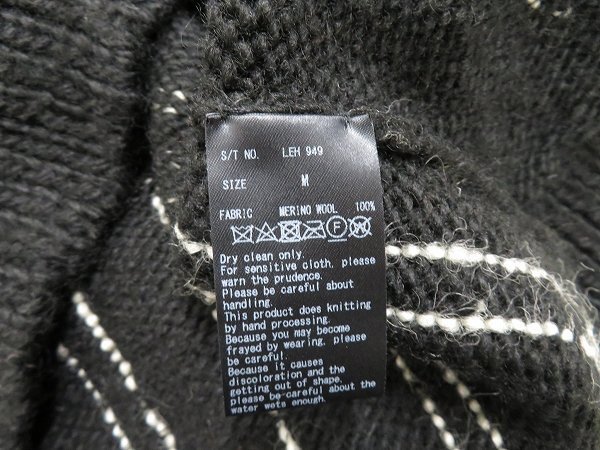 S/T NO. LEH 949
SIZE M
FABRIC MERINO WOOL 100%
Dry clean only.
For sensitive cloth, please
warn the prudence.
Please be careful about
handling.
This product does knitting
by hand processing.
Because you may become
frayed by wearing, please
be careful.
Because it causes
discoloration and the
getting out of shape,
please be careful about the
water wets enough.